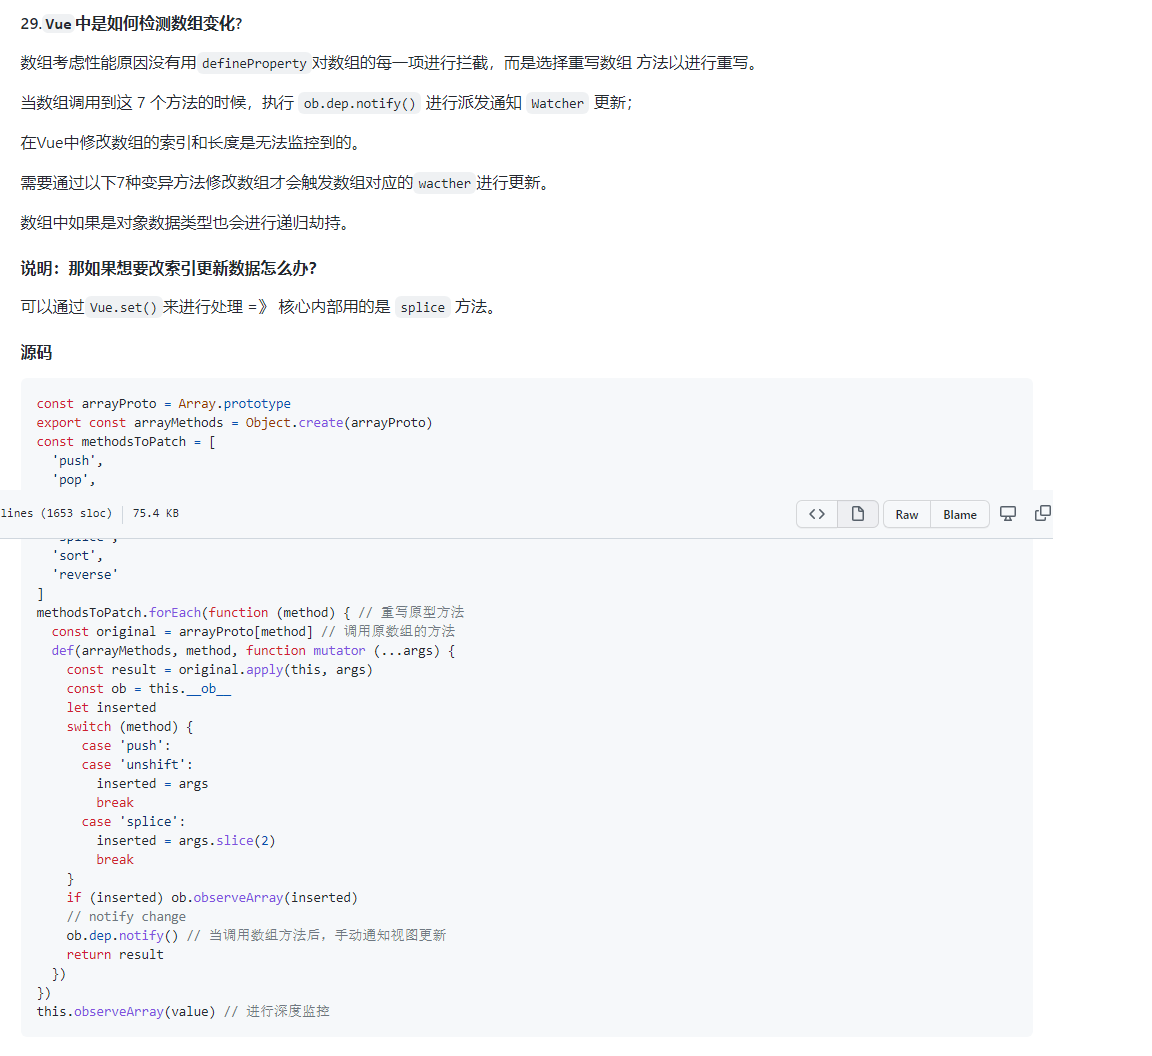 29.Vue 中是如何检测数组变化?
数组考虑性能原因没有用 defineProperty 对数组的每一项进行拦截，而是选择重写数组 方法以进行重写。
当数组调用到这 7 个方法的时候，执行 ob.dep.notify() 进行派发通知 Watcher 更新；
在Vue中修改数组的索引和长度是无法监控到的。
需要通过以下7种变异方法修改数组才会触发数组对应的 wacther 进行更新。
数组中如果是对象数据类型也会进行递归劫持。
说明：那如果想要改索引更新数据怎么办?
可以通过 Vue.set() 来进行处理 =》 核心内部用的是 splice 方法。
源码
const arrayProto = Array.prototype
export const arrayMethods = Object.create(arrayProto)
const methodsToPatch = [
'push',
'pop',
lines (1653 sloc) 75.4 KB Raw Blame
'splice',
'sort',
'reverse'
]
methodsToPatch.forEach(function (method) { // 重写原型方法
const original = arrayProto[method] // 调用原数组的方法
def(arrayMethods, method, function mutator (...args) {
const result = original.apply(this, args)
const ob = this.__ob__
let inserted
switch (method) {
case 'push':
case 'unshift':
inserted = args
break
case 'splice':
inserted = args.slice(2)
break
}
if (inserted) ob.observeArray(inserted)
// notify change
ob.dep.notify() // 当调用数组方法后，手动通知视图更新
return result
})
})
this.observeArray(value) // 进行深度监控